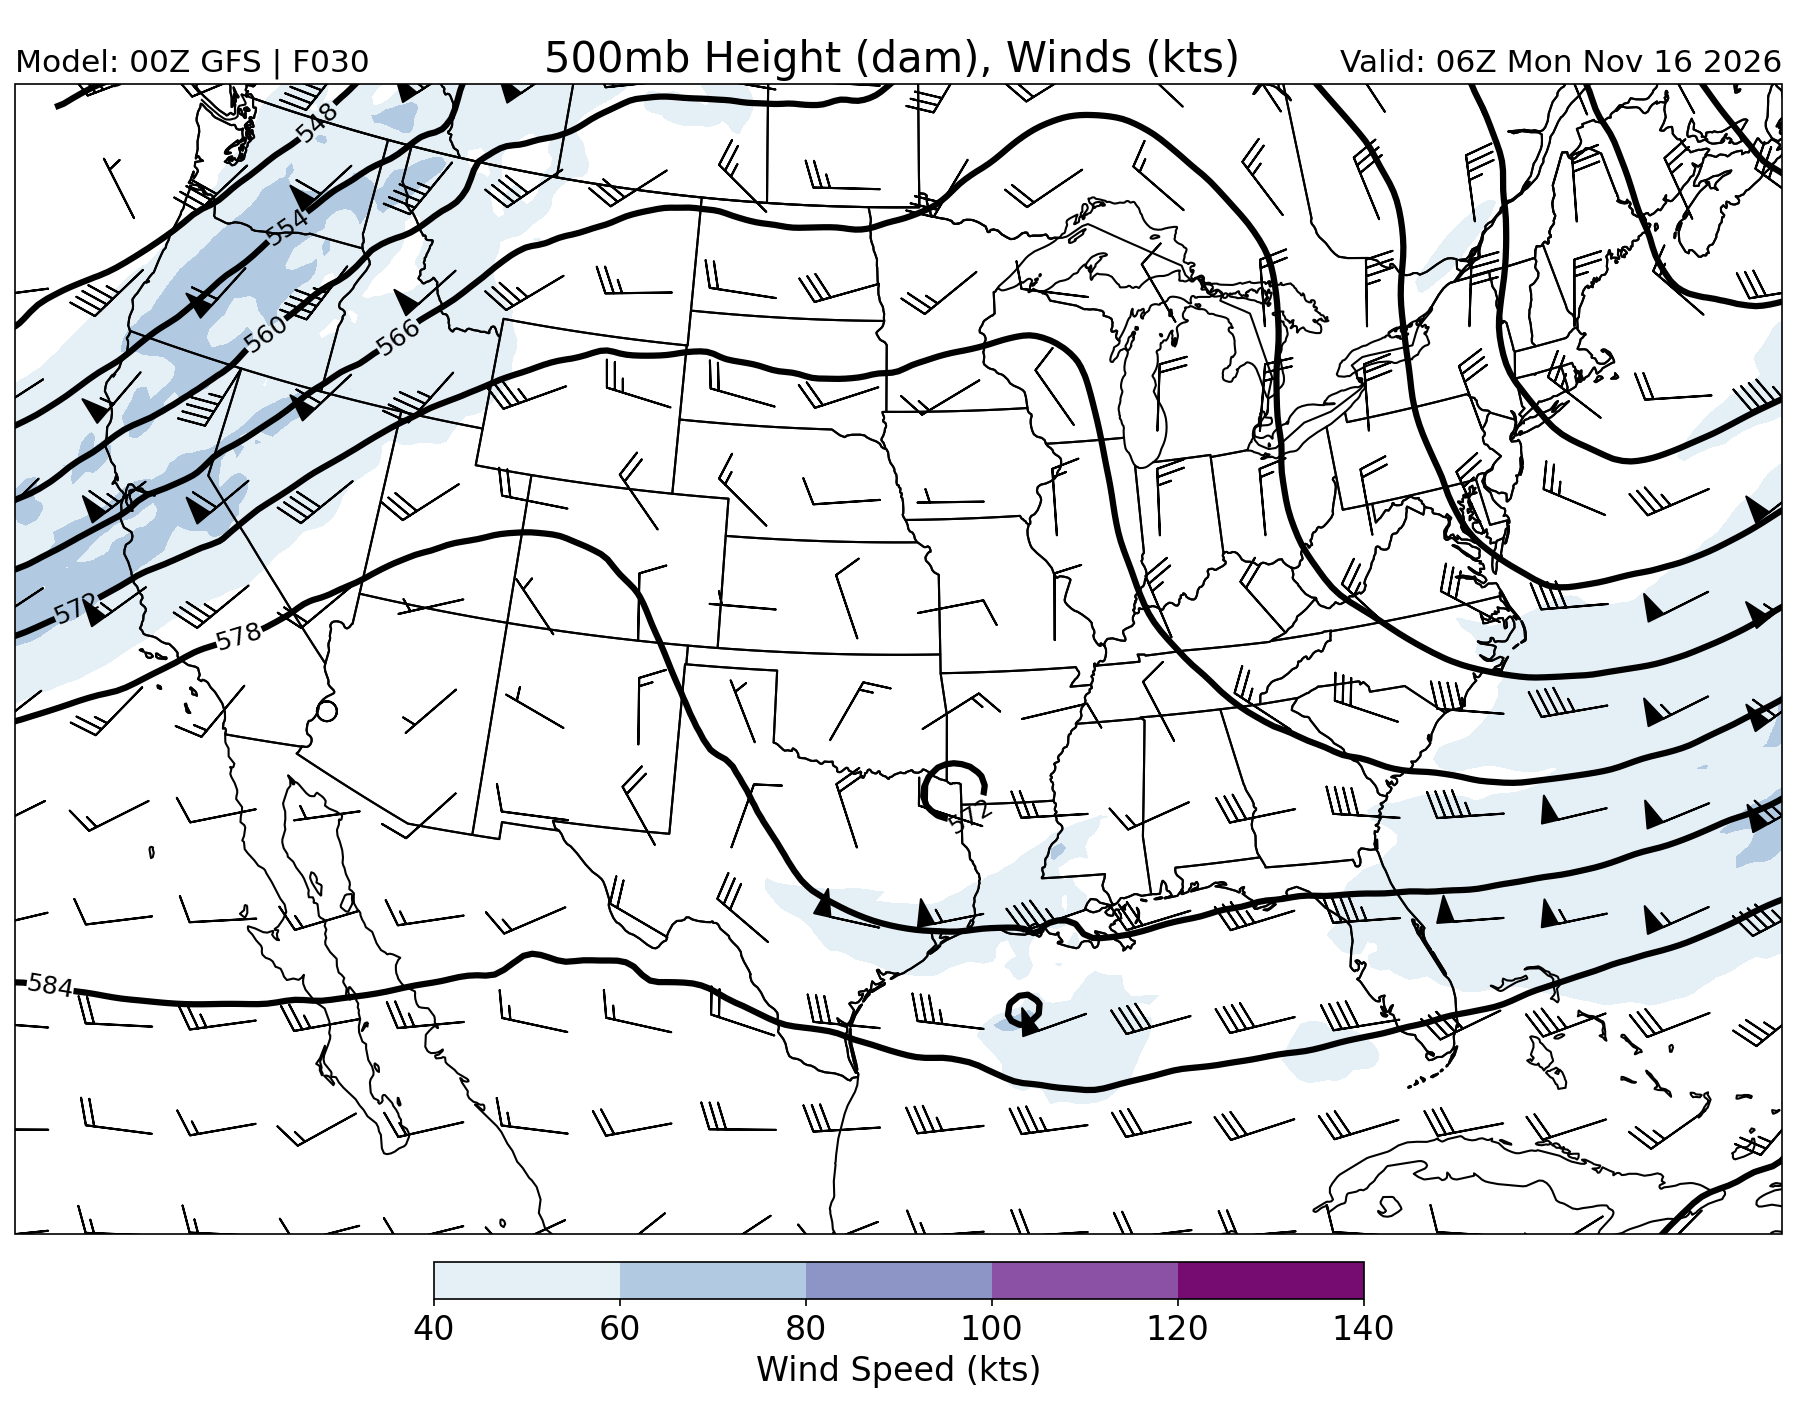 Model: 00Z GFS | F030
500mb Height (dam), Winds (kts)
Valid: 06Z Mon Nov 16 2026
548
554
560
566
572
578
572
584
40 60 80 100 120 140
Wind Speed (kts)